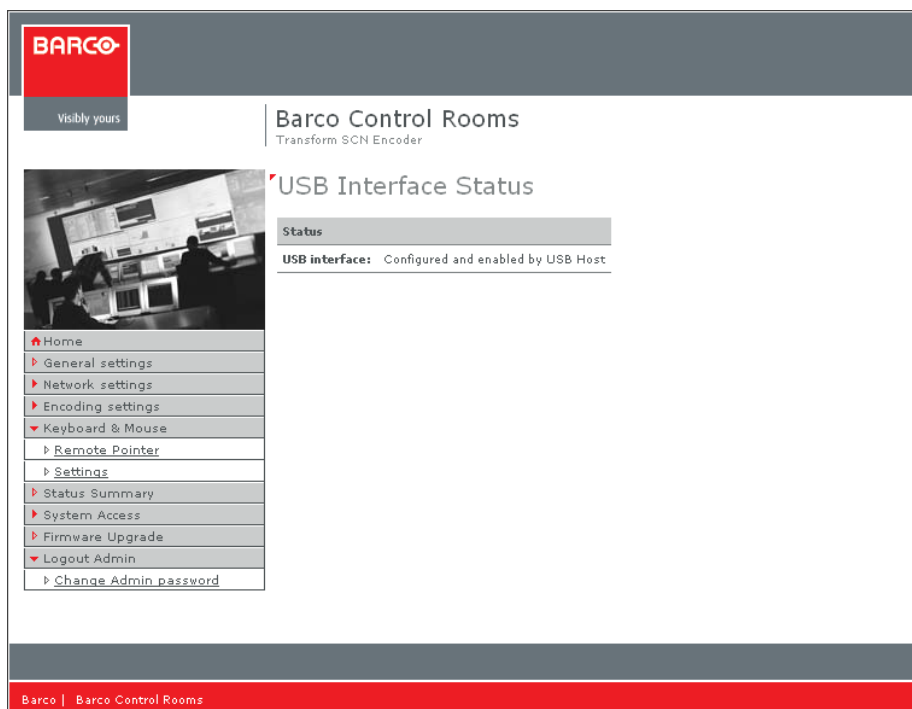 BARCO
Visibly yours
Barco Control Rooms
Transform SCN Encoder
USB Interface Status
Status
USB interface: Configured and enabled by USB Host
Home
General settings
Network settings
Encoding settings
Keyboard & Mouse
Remote Pointer
Settings
Status Summary
System Access
Firmware Upgrade
Logout Admin
Change Admin password
Barco | Barco Control Rooms